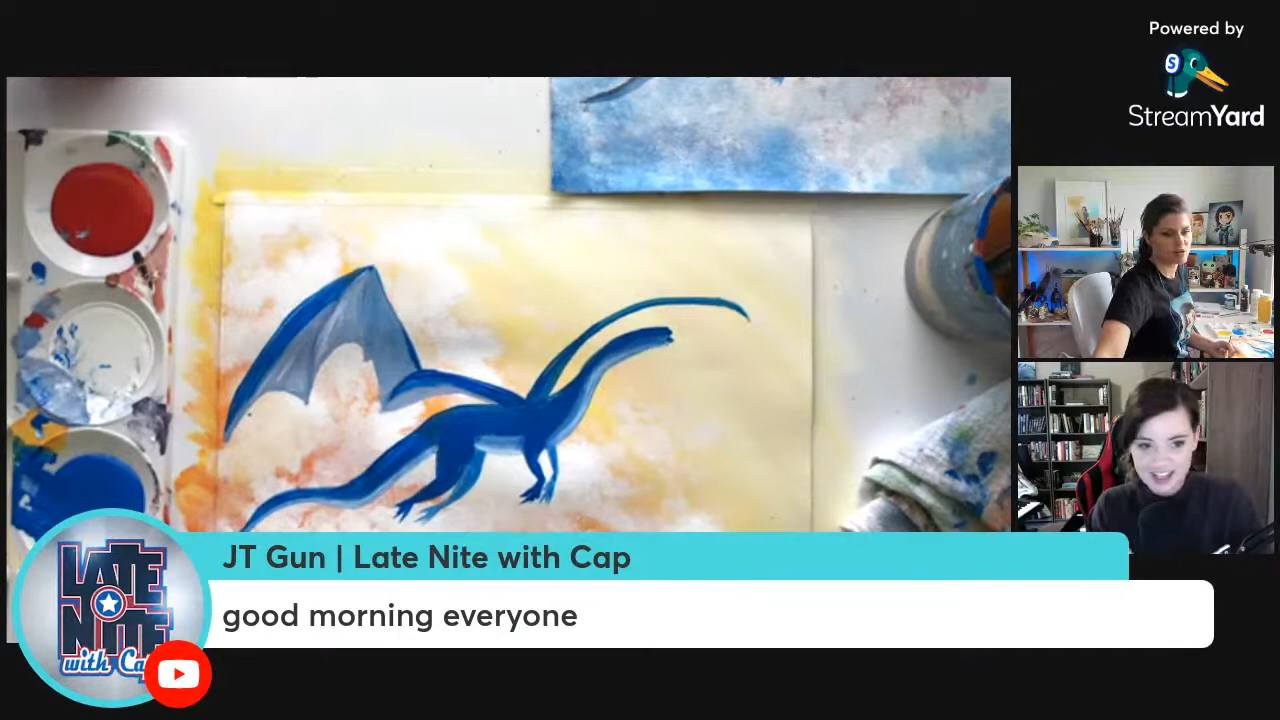 Powered by
S
StreamYard
JT Gun | Late Nite with Cap
good morning everyone
LATE
NITE
with Cap